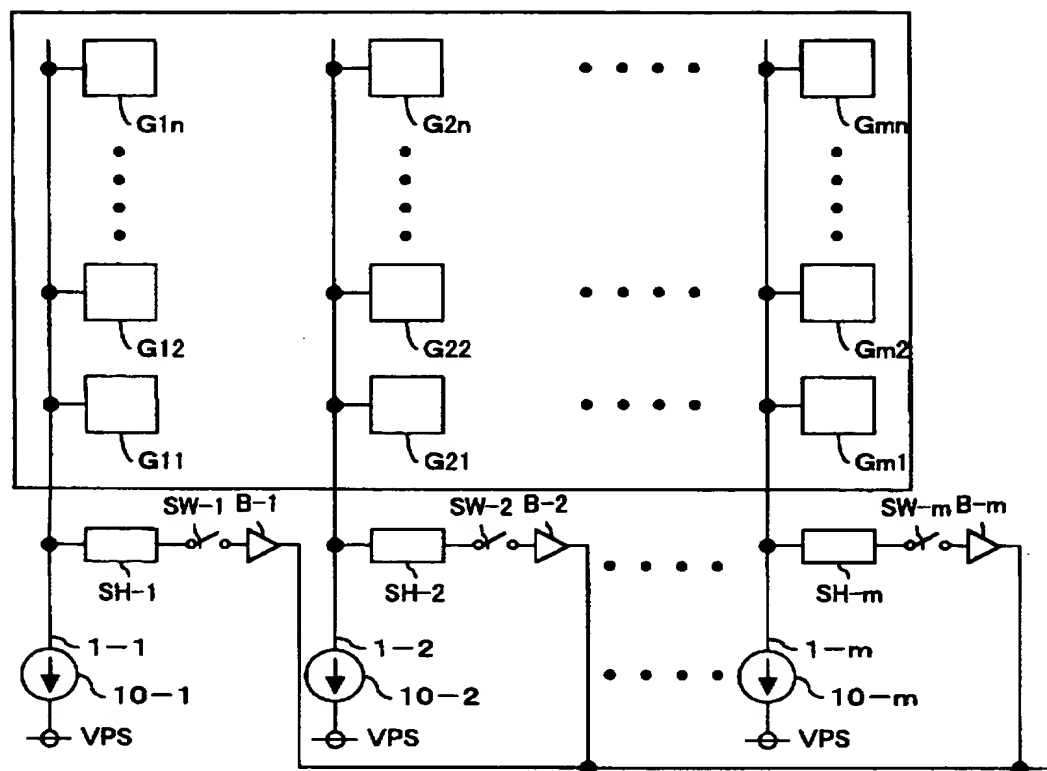 G1n G2n Gmn
G12 G22 Gm2
G11 G21 Gm1
SW-1 B-1 SW-2 B-2 SW-m B-m
SH-1 SH-2 SH-m
1-1 1-2 1-m
10-1 10-2 10-m
VPS VPS VPS